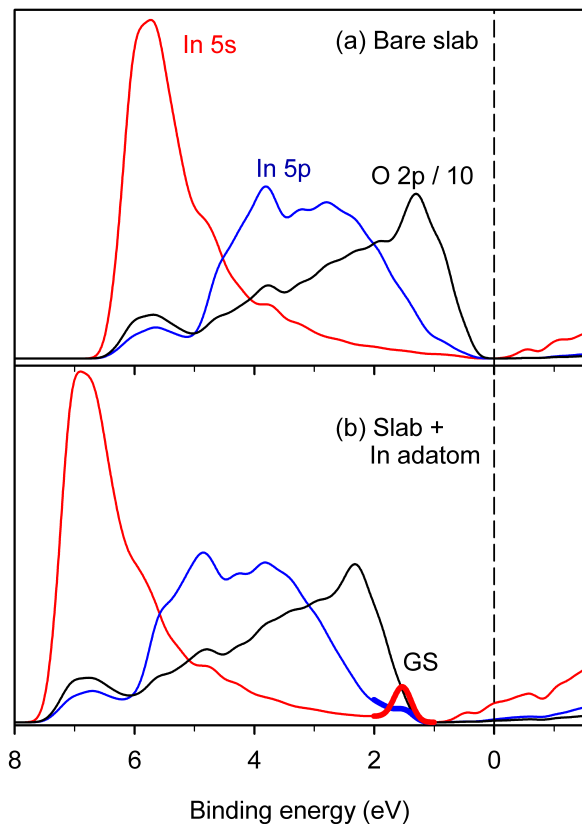 (a) Bare slab
In 5s
In 5p
O 2p / 10
(b) Slab +
In adatom
GS
8 6 4 2 0
Binding energy (eV)